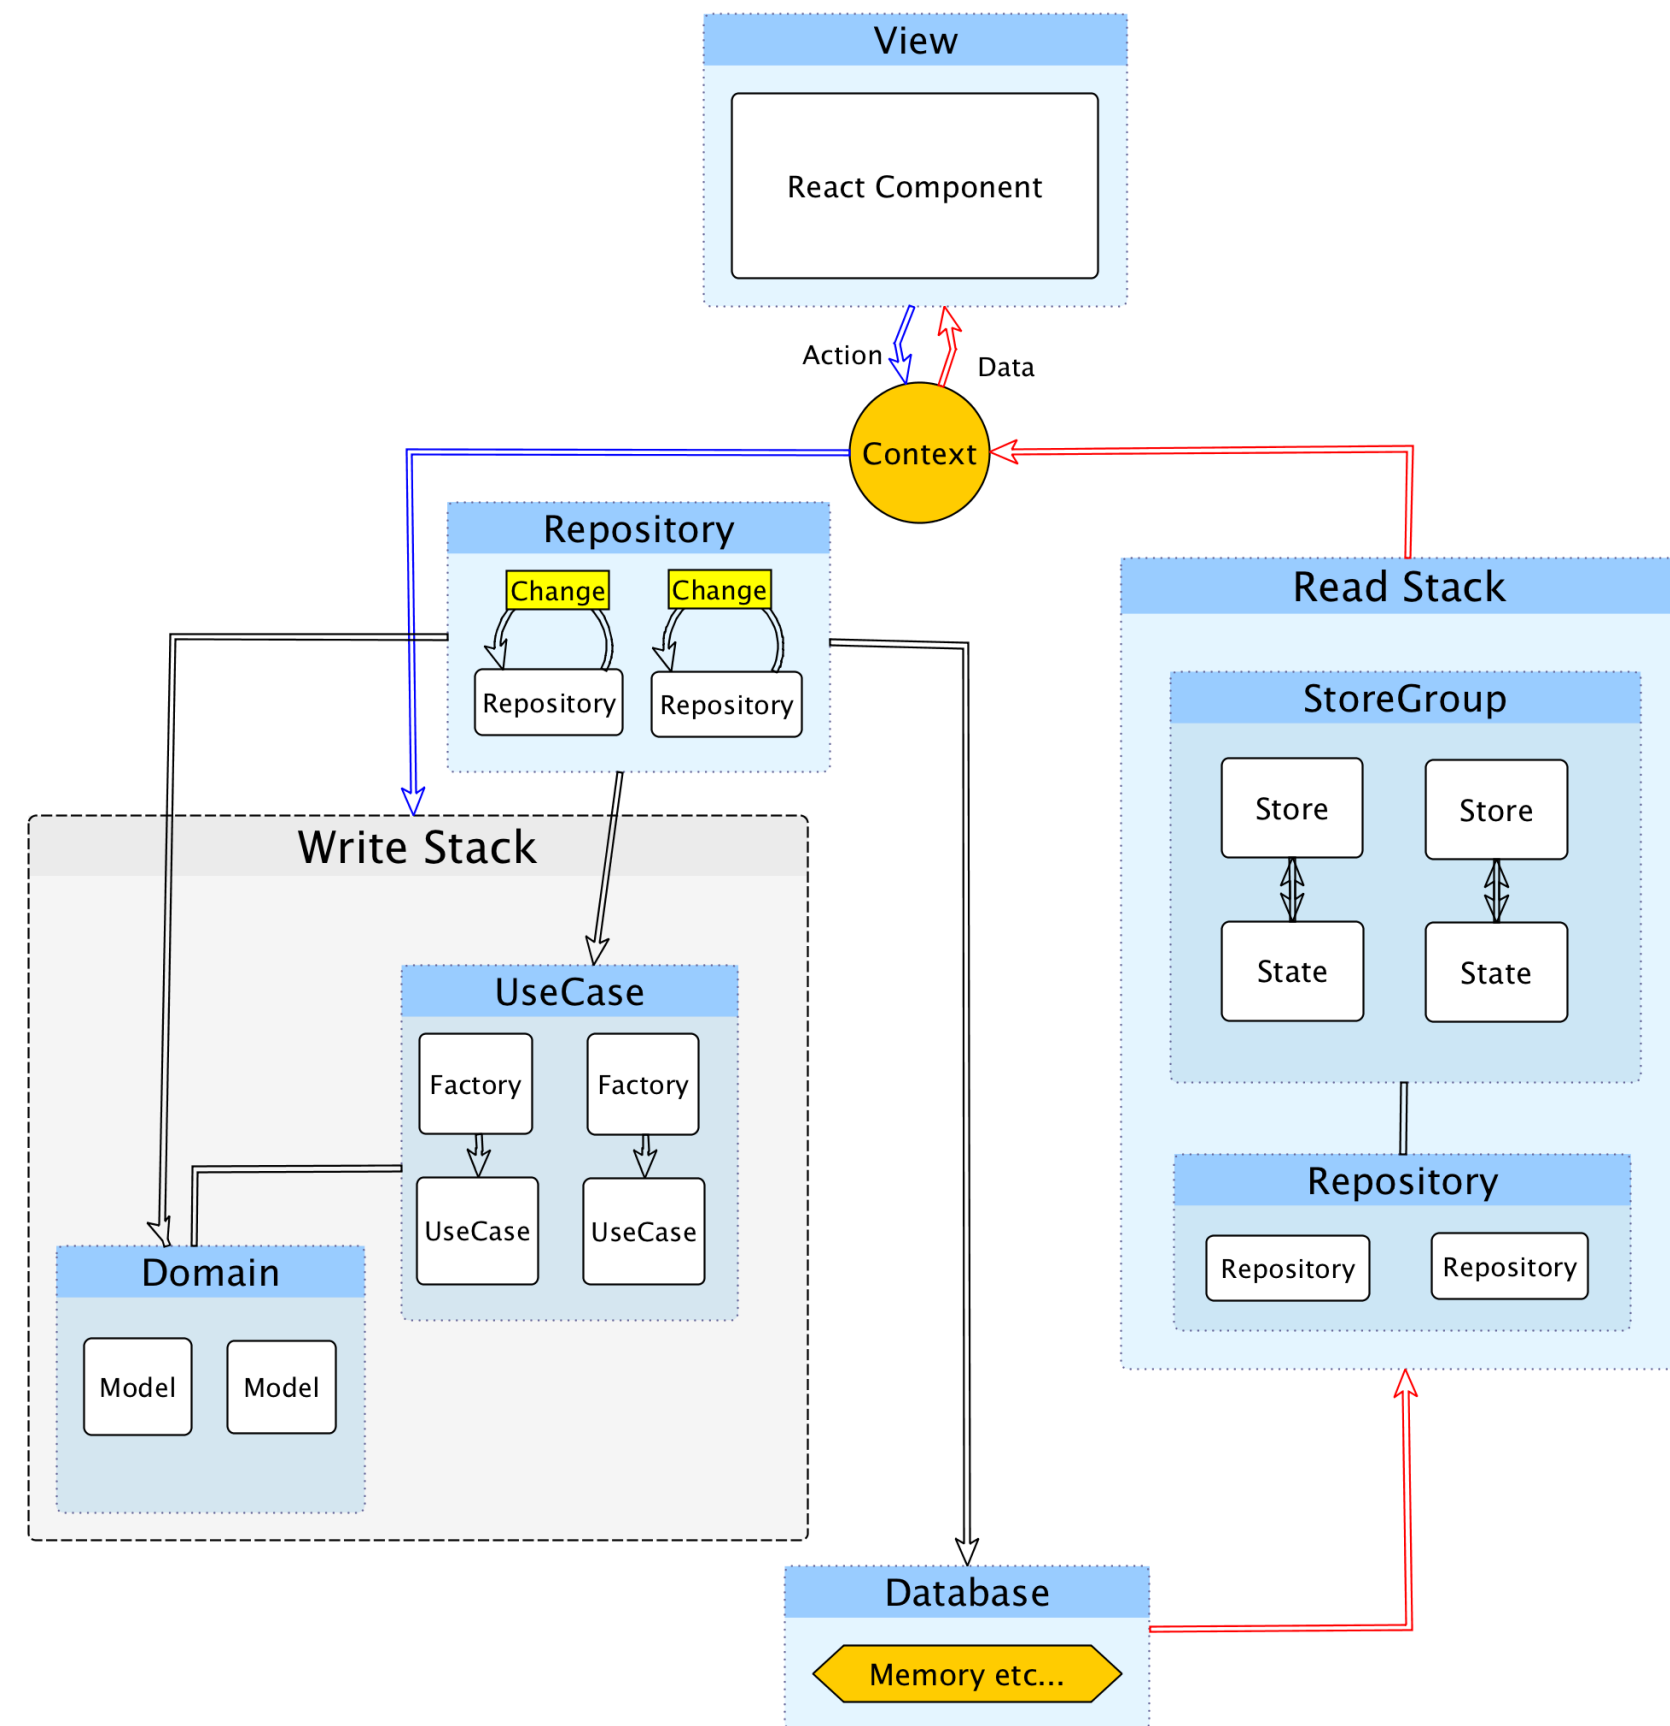 View
React Component
Action
Data
Context
Repository
Change
Change
Repository
Repository
Read Stack
StoreGroup
Store
Store
State
State
Repository
Repository
Repository
Write Stack
UseCase
Factory
Factory
UseCase
UseCase
Domain
Model
Model
Database
Memory etc...